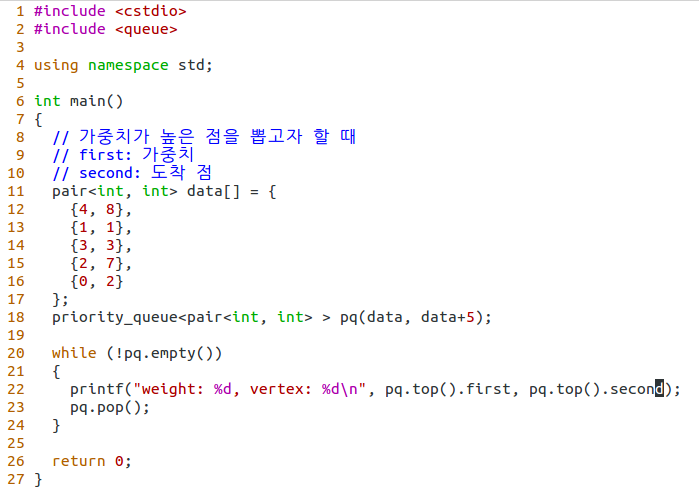 1 #include <cstdio>
2 #include <queue>
3
4 using namespace std;
5
6 int main()
7 {
8   // 가중치가 높은 점을 뽑고자 할 때
9   // first: 가중치
10   // second: 도착 점
11   pair<int, int> data[] = {
12     {4, 8},
13     {1, 1},
14     {3, 3},
15     {2, 7},
16     {0, 2}
17   };
18   priority_queue<pair<int, int> > pq(data, data+5);
19
20   while (!pq.empty())
21   {
22     printf("weight: %d, vertex: %d\n", pq.top().first, pq.top().second);
23     pq.pop();
24   }
25
26   return 0;
27 }